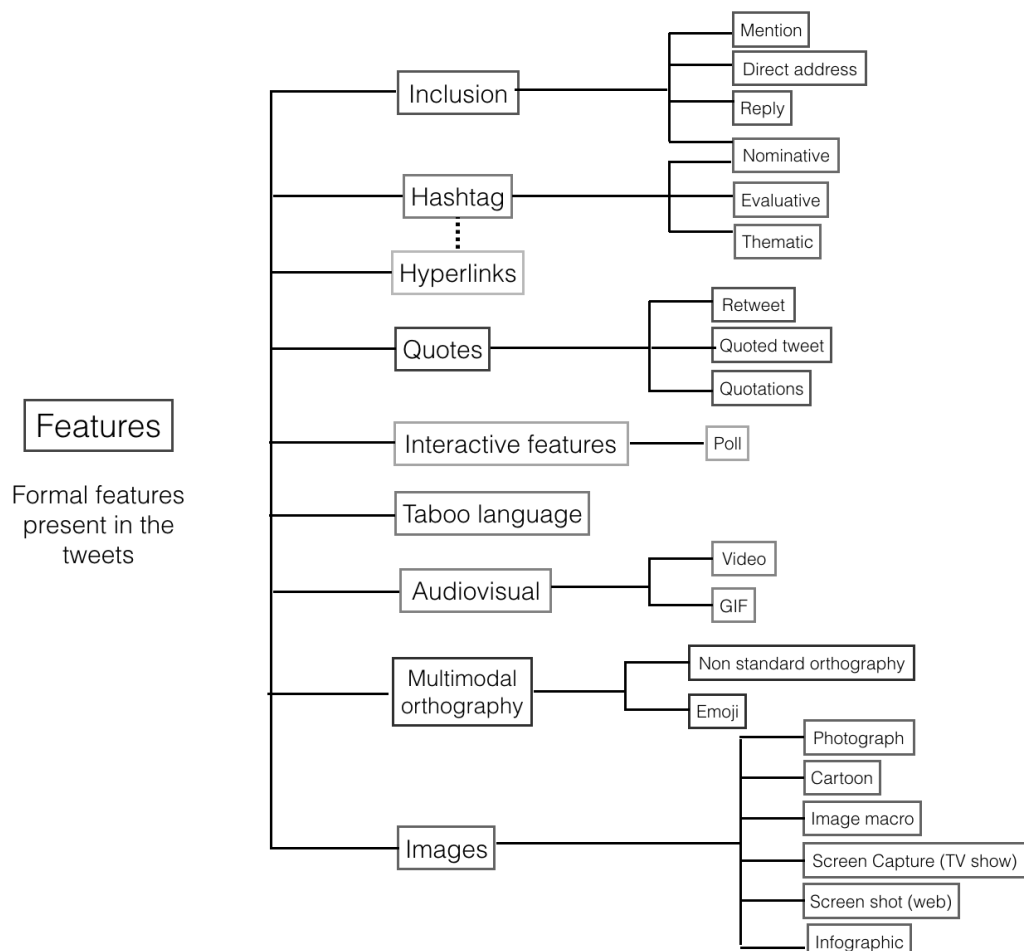 Features
Formal features
present in the
tweets
Inclusion
Mention
Direct address
Reply
Nominative
Hashtag
Evaluative
Thematic
Hyperlinks
Quotes
Retweet
Quoted tweet
Quotations
Interactive features
Poll
Taboo language
Audiovisual
Video
GIF
Multimodal
orthography
Non standard orthography
Emoji
Images
Photograph
Cartoon
Image macro
Screen Capture (TV show)
Screen shot (web)
Infographic